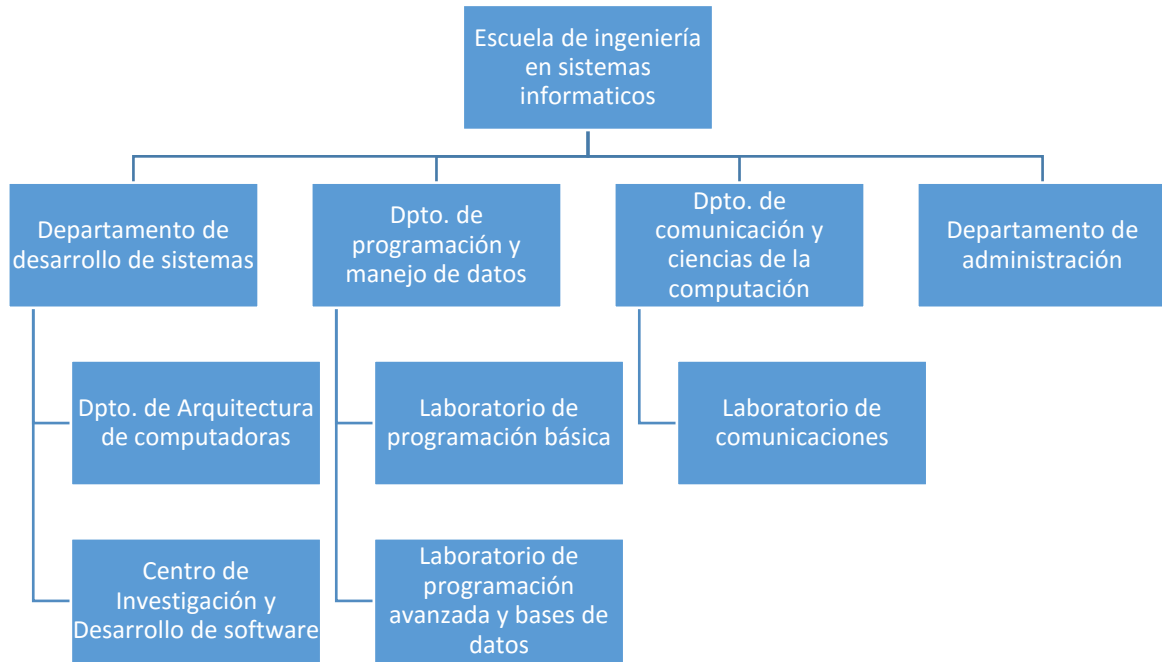 Escuela de ingeniería
en sistemas
informaticos
Departamento de
desarrollo de sistemas
Dpto. de
programación y
manejo de datos
Dpto. de
comunicación y
ciencias de la
computación
Departamento de
administración
Dpto. de Arquitectura
de computadoras
Laboratorio de
programación básica
Laboratorio de
comunicaciones
Centro de
Investigación y
Desarrollo de software
Laboratorio de
programación
avanzada y bases de
datos